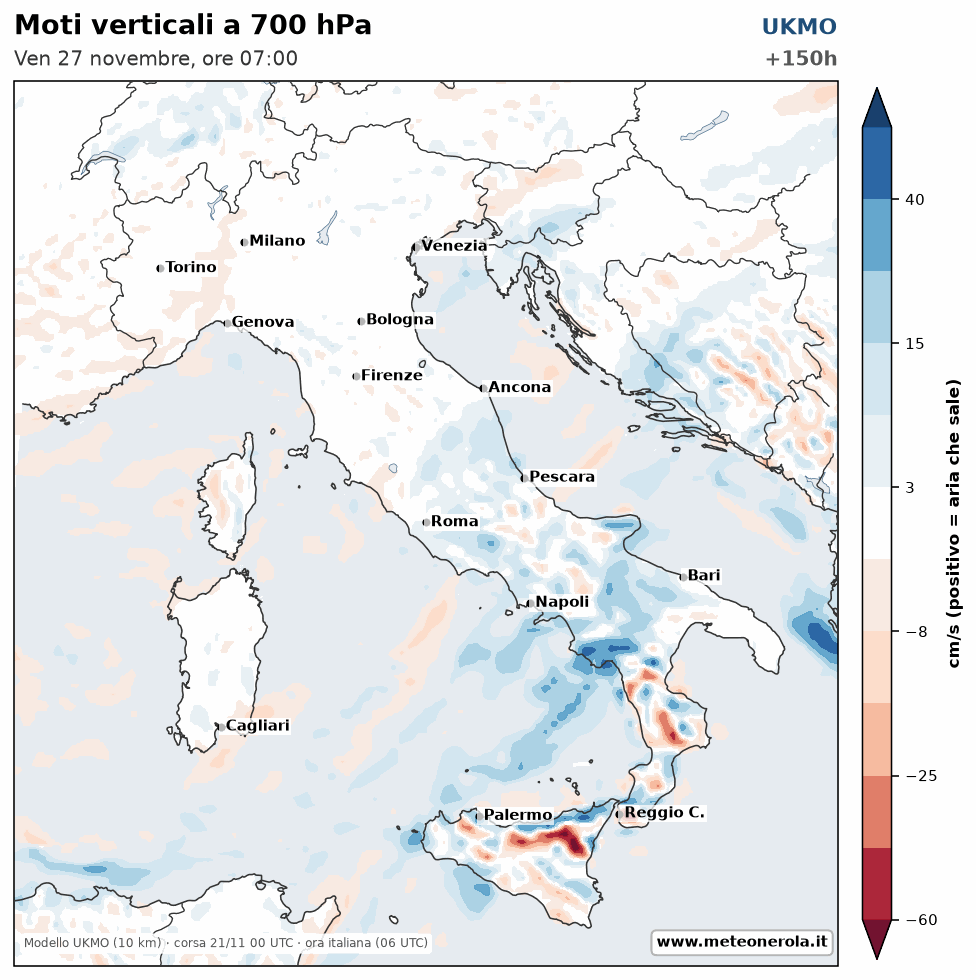 Moti verticali a 700 hPa
UKMO
Ven 27 novembre, ore 07:00
+150h
Milano
Venezia
Torino
Genova
Bologna
Firenze
Ancona
Pescara
Roma
Bari
Napoli
Cagliari
Palermo
Reggio C.
40
15
3
−8
−25
−60
cm/s (positivo = aria che sale)
Modello UKMO (10 km) · corsa 21/11 00 UTC · ora italiana (06 UTC)
www.meteonerola.it